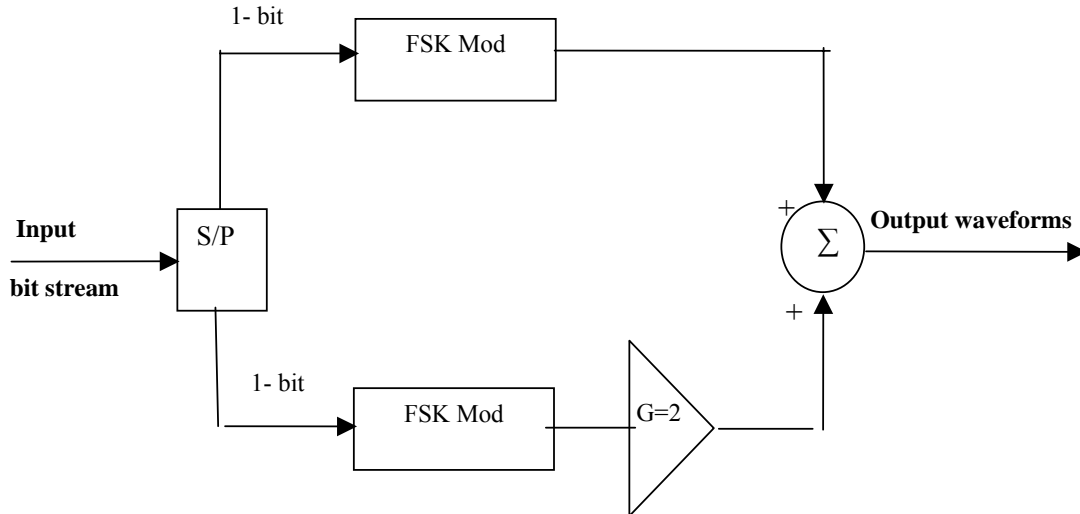 1- bit
FSK Mod
Input
bit stream
S/P
+
Σ
Output waveforms
+
1- bit
FSK Mod
G=2